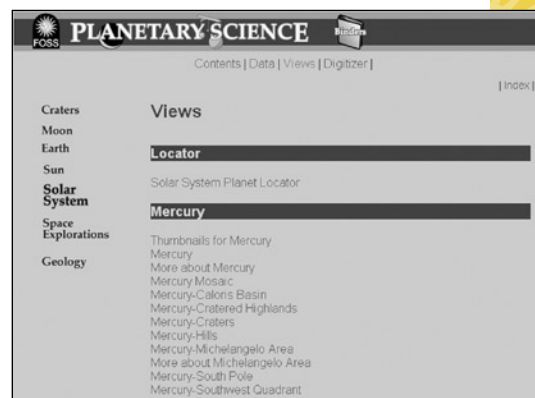 FOSS
PLANETARY SCIENCE
Binders
Contents | Data | Views | Digitizer |
| Index |
Craters
Moon
Earth
Sun
Solar
System
Space
Explorations
Geology
Views
Locator
Solar System Planet Locator
Mercury
Thumbnails for Mercury
Mercury
More about Mercury
Mercury Mosaic
Mercury-Caloris Basin
Mercury-Cratered Highlands
Mercury-Craters
Mercury-Hills
Mercury-Michelangelo Area
More about Michelangelo Area
Mercury-South Pole
Mercury-Southwest Quadrant